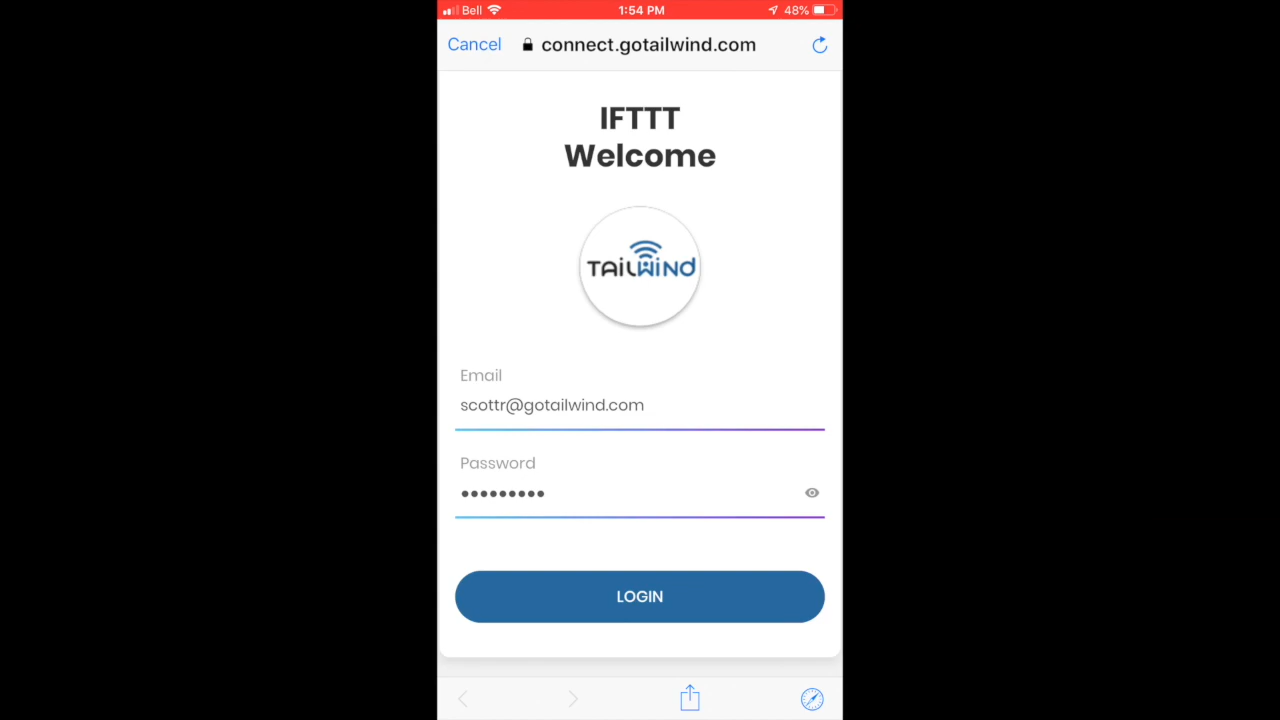 Bell 1:54 PM 48%
Cancel connect.gotailwind.com
IFTTT
Welcome
TAILWIND
Email
scottr@gotailwind.com
Password
•••••••••
LOGIN